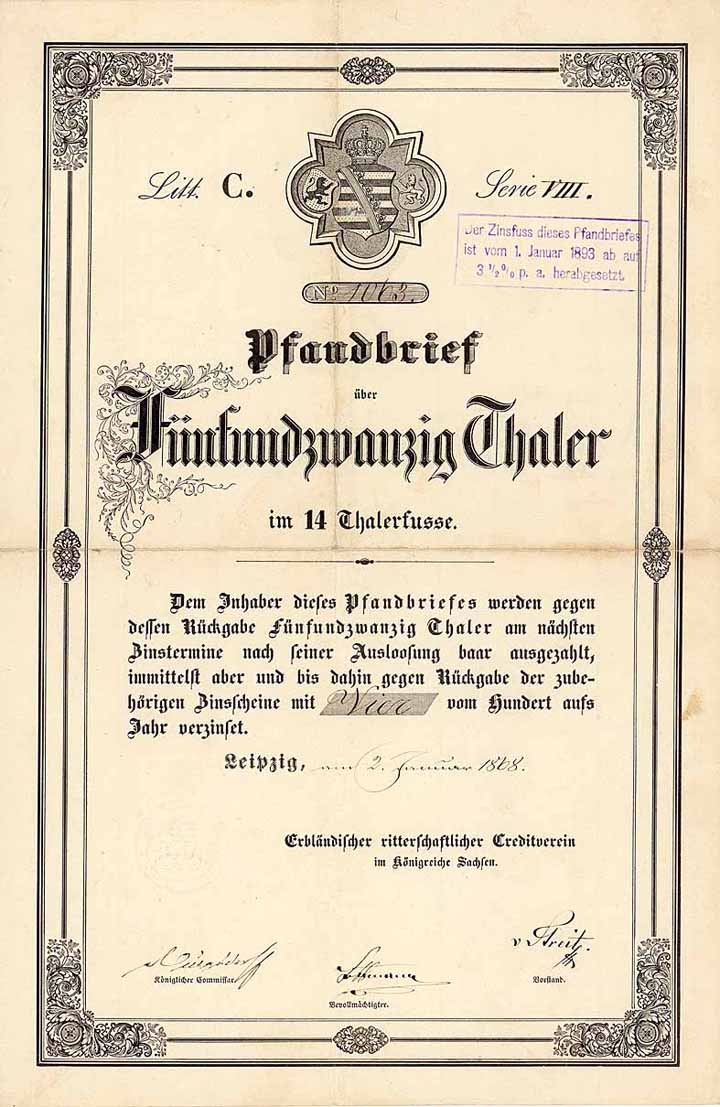 Litt. C.
Serie VIII.
Der Zinsfuss dieses Pfandbriefes
ist vom 1. Januar 1893 ab auf
3 1/2 % p. a. herabgesetzt.
No 1063.
Pfandbrief
über
Fünfundzwanzig Thaler
im 14 Thalerfusse.
Dem Inhaber dieses Pfandbriefes werden gegen
dessen Rückgabe Fünfundzwanzig Thaler am nächsten
Zinstermine nach seiner Ausloosung baar ausgezahlt,
immittelst aber und bis dahin gegen Rückgabe der zube-
hörigen Zinsscheine mit Vier vom Hundert aufs
Jahr verzinset.
Leipzig, am 2. Januar 1868.
Erbländischer ritterschaftlicher Creditverein
im Königreiche Sachsen.
Königlicher Commissar.
Bevollmächtigter.
v Streit.
Vorstand.